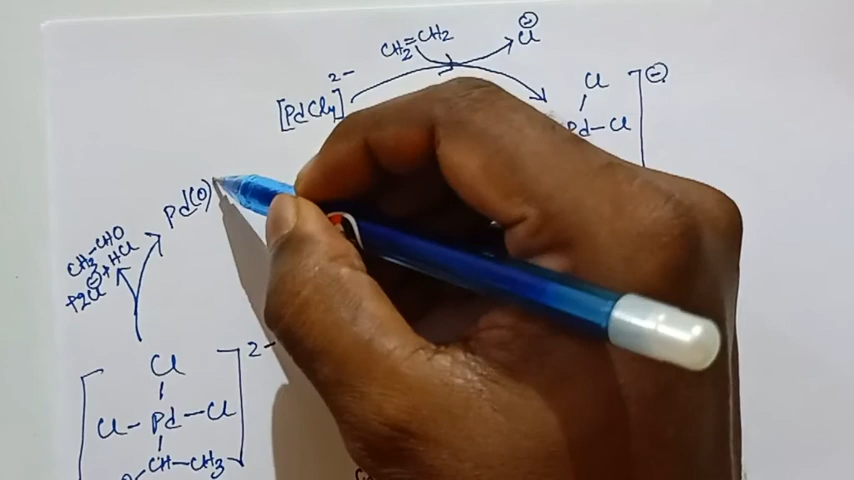 CH2=CH2
Cl⊖
[PdCl4]2−
Cl
Pd−Cl
⊖
Pd(0)
CH3−CHO
+2Cl⊖+HCl
Cl
2−
Cl−Pd−Cl
CH−CH3